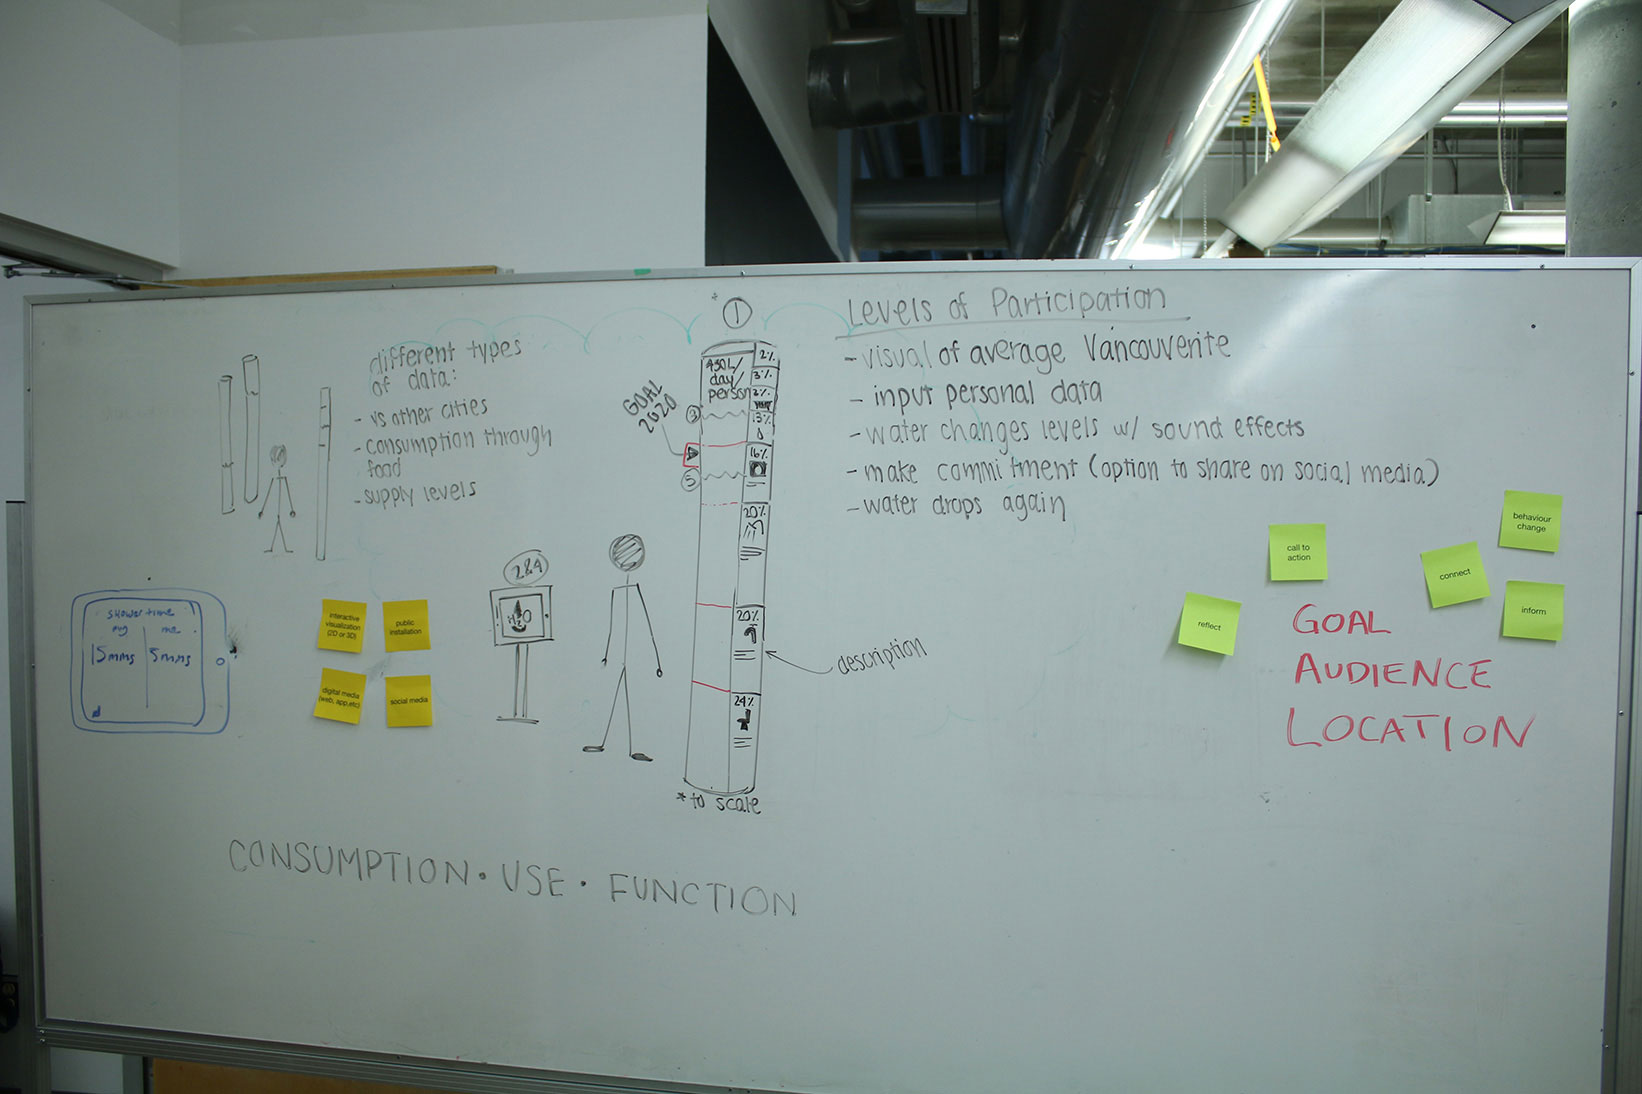 different types
of data:
- vs other cities
- consumption through
food
- supply levels
shower time
avg me
15mins 5mins
interactive
visualization
(2D or 3D)
public
installation
digital media
(web, app,etc)
social media
2&4
H2O
GOAL
2020
1
day/
person
2%
3%
2%
13%
16%
20%
20%
24%
3
5
description
*to scale
CONSUMPTION · USE · FUNCTION
Levels of Participation
- visual of average Vancouverite
- input personal data
- water changes levels w/ sound effects
- make commitment (option to share on social media)
- water drops again
call to
action
behaviour
change
connect
reflect
inform
GOAL
AUDIENCE
LOCATION